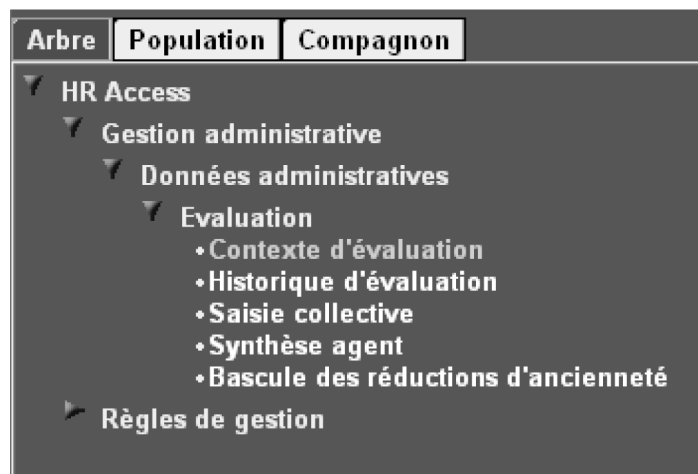 Arbre Population Compagnon
HR Access
Gestion administrative
Données administratives
Evaluation
•Contexte d'évaluation
•Historique d'évaluation
•Saisie collective
•Synthèse agent
•Bascule des réductions d'ancienneté
Règles de gestion